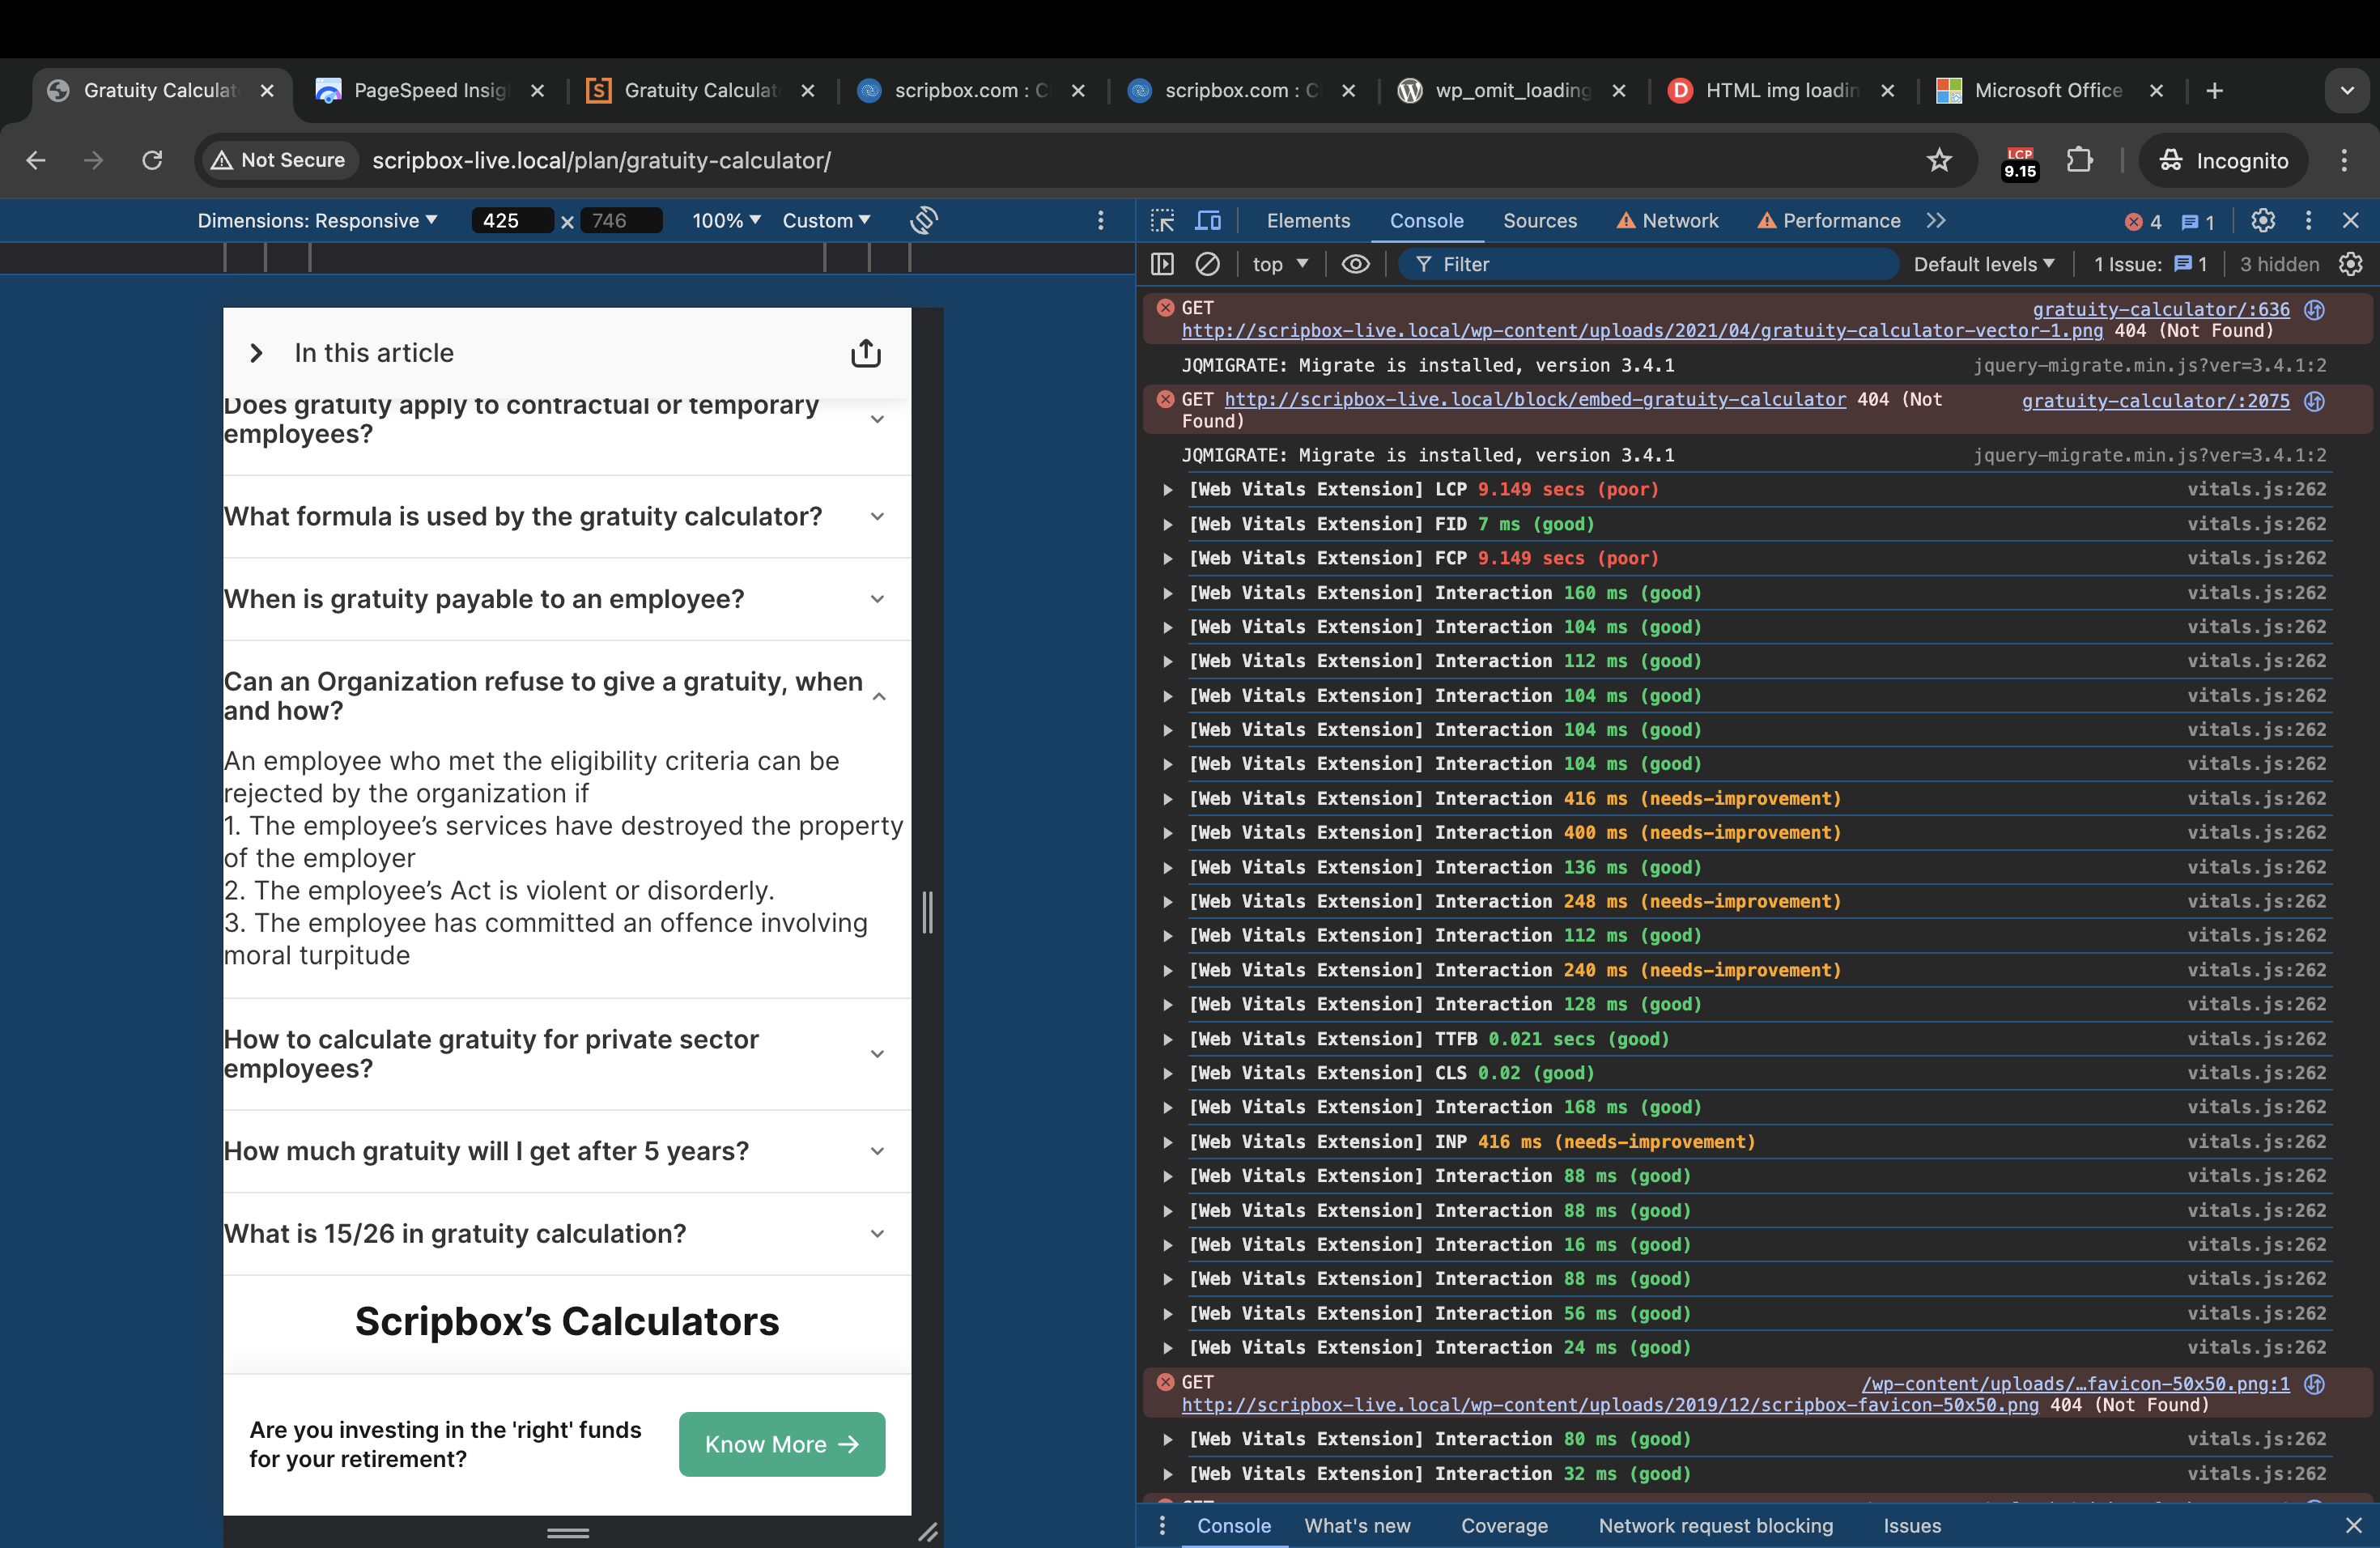 Gratuity Calculat
PageSpeed Insig
Gratuity Calculat
scripbox.com : C
scripbox.com : C
wp_omit_loading
HTML img loadin
Microsoft Office
Not Secure
scripbox-live.local/plan/gratuity-calculator/
LCP
9.15
Incognito
Dimensions: Responsive
425 x 746
100%
Custom
Elements
Console
Sources
Network
Performance
4
1
top
Filter
Default levels
1 Issue: 1
3 hidden
In this article
Does gratuity apply to contractual or temporary
employees?
What formula is used by the gratuity calculator?
When is gratuity payable to an employee?
Can an Organization refuse to give a gratuity, when
and how?
An employee who met the eligibility criteria can be
rejected by the organization if
1. The employee’s services have destroyed the property
of the employer
2. The employee’s Act is violent or disorderly.
3. The employee has committed an offence involving
moral turpitude
How to calculate gratuity for private sector
employees?
How much gratuity will I get after 5 years?
What is 15/26 in gratuity calculation?
Scripbox’s Calculators
Are you investing in the 'right' funds
for your retirement?
Know More →
GET gratuity-calculator/:636
http://scripbox-live.local/wp-content/uploads/2021/04/gratuity-calculator-vector-1.png 404 (Not Found)
JQMIGRATE: Migrate is installed, version 3.4.1 jquery-migrate.min.js?ver=3.4.1:2
GET http://scripbox-live.local/block/embed-gratuity-calculator 404 (Not gratuity-calculator/:2075
Found)
JQMIGRATE: Migrate is installed, version 3.4.1 jquery-migrate.min.js?ver=3.4.1:2
[Web Vitals Extension] LCP 9.149 secs (poor) vitals.js:262
[Web Vitals Extension] FID 7 ms (good) vitals.js:262
[Web Vitals Extension] FCP 9.149 secs (poor) vitals.js:262
[Web Vitals Extension] Interaction 160 ms (good) vitals.js:262
[Web Vitals Extension] Interaction 104 ms (good) vitals.js:262
[Web Vitals Extension] Interaction 112 ms (good) vitals.js:262
[Web Vitals Extension] Interaction 104 ms (good) vitals.js:262
[Web Vitals Extension] Interaction 104 ms (good) vitals.js:262
[Web Vitals Extension] Interaction 104 ms (good) vitals.js:262
[Web Vitals Extension] Interaction 416 ms (needs-improvement) vitals.js:262
[Web Vitals Extension] Interaction 400 ms (needs-improvement) vitals.js:262
[Web Vitals Extension] Interaction 136 ms (good) vitals.js:262
[Web Vitals Extension] Interaction 248 ms (needs-improvement) vitals.js:262
[Web Vitals Extension] Interaction 112 ms (good) vitals.js:262
[Web Vitals Extension] Interaction 240 ms (needs-improvement) vitals.js:262
[Web Vitals Extension] Interaction 128 ms (good) vitals.js:262
[Web Vitals Extension] TTFB 0.021 secs (good) vitals.js:262
[Web Vitals Extension] CLS 0.02 (good) vitals.js:262
[Web Vitals Extension] Interaction 168 ms (good) vitals.js:262
[Web Vitals Extension] INP 416 ms (needs-improvement) vitals.js:262
[Web Vitals Extension] Interaction 88 ms (good) vitals.js:262
[Web Vitals Extension] Interaction 88 ms (good) vitals.js:262
[Web Vitals Extension] Interaction 16 ms (good) vitals.js:262
[Web Vitals Extension] Interaction 88 ms (good) vitals.js:262
[Web Vitals Extension] Interaction 56 ms (good) vitals.js:262
[Web Vitals Extension] Interaction 24 ms (good) vitals.js:262
GET /wp-content/uploads/…favicon-50x50.png:1
http://scripbox-live.local/wp-content/uploads/2019/12/scripbox-favicon-50x50.png 404 (Not Found)
[Web Vitals Extension] Interaction 80 ms (good) vitals.js:262
[Web Vitals Extension] Interaction 32 ms (good) vitals.js:262
Console
What's new
Coverage
Network request blocking
Issues